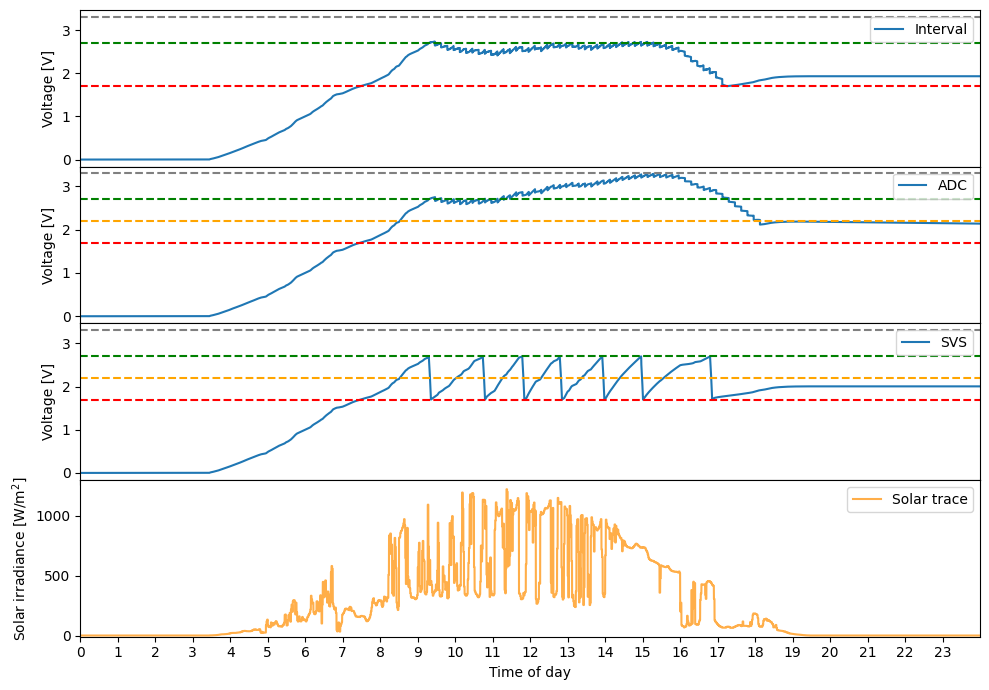 Voltage [V]
3
2
1
0
Interval
Voltage [V]
3
2
1
0
ADC
Voltage [V]
3
2
1
0
SVS
Solar irradiance [W/m²]
1000
500
0
Solar trace
0 1 2 3 4 5 6 7 8 9 10 11 12 13 14 15 16 17 18 19 20 21 22 23
Time of day